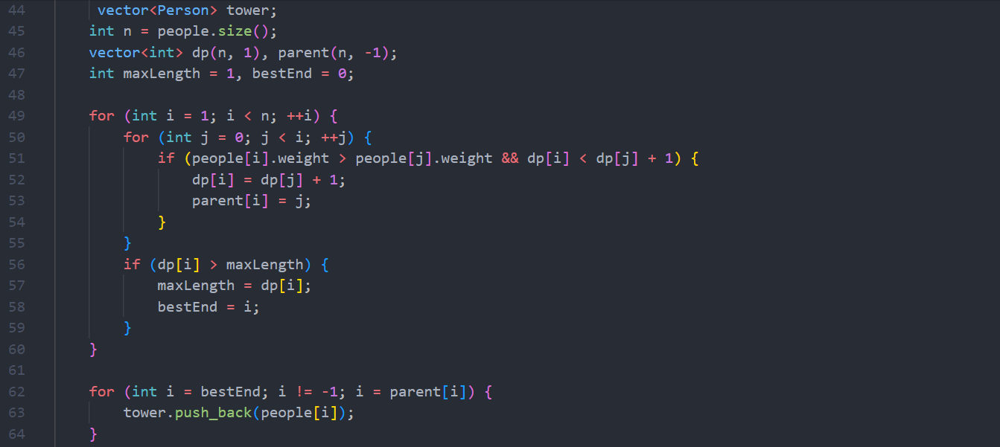 44 vector<Person> tower;
45 int n = people.size();
46 vector<int> dp(n, 1), parent(n, -1);
47 int maxLength = 1, bestEnd = 0;
48
49 for (int i = 1; i < n; ++i) {
50 for (int j = 0; j < i; ++j) {
51 if (people[i].weight > people[j].weight && dp[i] < dp[j] + 1) {
52 dp[i] = dp[j] + 1;
53 parent[i] = j;
54 }
55 }
56 if (dp[i] > maxLength) {
57 maxLength = dp[i];
58 bestEnd = i;
59 }
60 }
61
62 for (int i = bestEnd; i != -1; i = parent[i]) {
63 tower.push_back(people[i]);
64 }